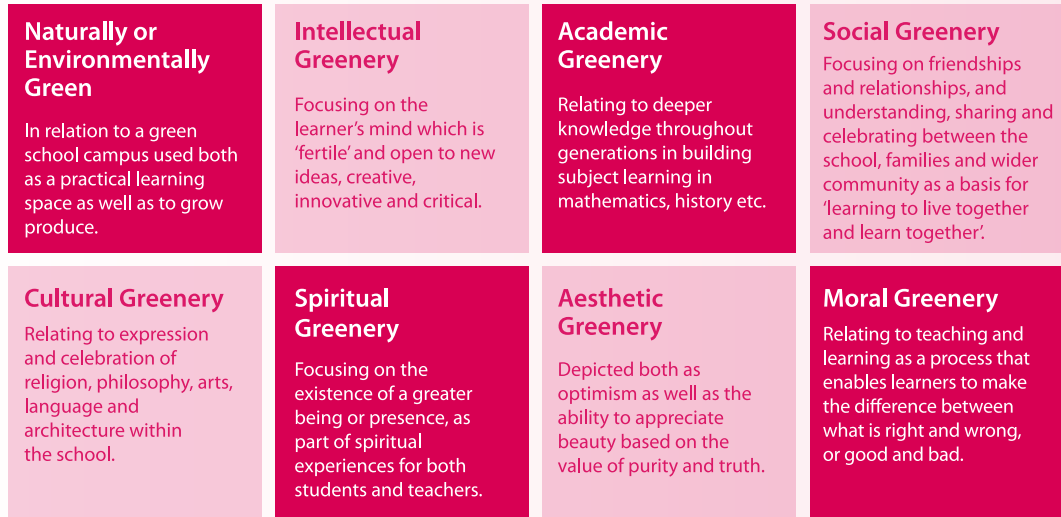 Naturally or
Environmentally
Green
In relation to a green
school campus used both
as a practical learning
space as well as to grow
produce.
Intellectual
Greenery
Focusing on the
learner's mind which is
‘fertile’ and open to new
ideas, creative,
innovative and critical.
Academic
Greenery
Relating to deeper
knowledge throughout
generations in building
subject learning in
mathematics, history etc.
Social Greenery
Focusing on friendships
and relationships, and
understanding, sharing and
celebrating between the
school, families and wider
community as a basis for
‘learning to live together
and learn together’.
Cultural Greenery
Relating to expression
and celebration of
religion, philosophy, arts,
language and
architecture within
the school.
Spiritual
Greenery
Focusing on the
existence of a greater
being or presence, as
part of spiritual
experiences for both
students and teachers.
Aesthetic
Greenery
Depicted both as
optimism as well as the
ability to appreciate
beauty based on the
value of purity and truth.
Moral Greenery
Relating to teaching and
learning as a process that
enables learners to make
the difference between
what is right and wrong,
or good and bad.